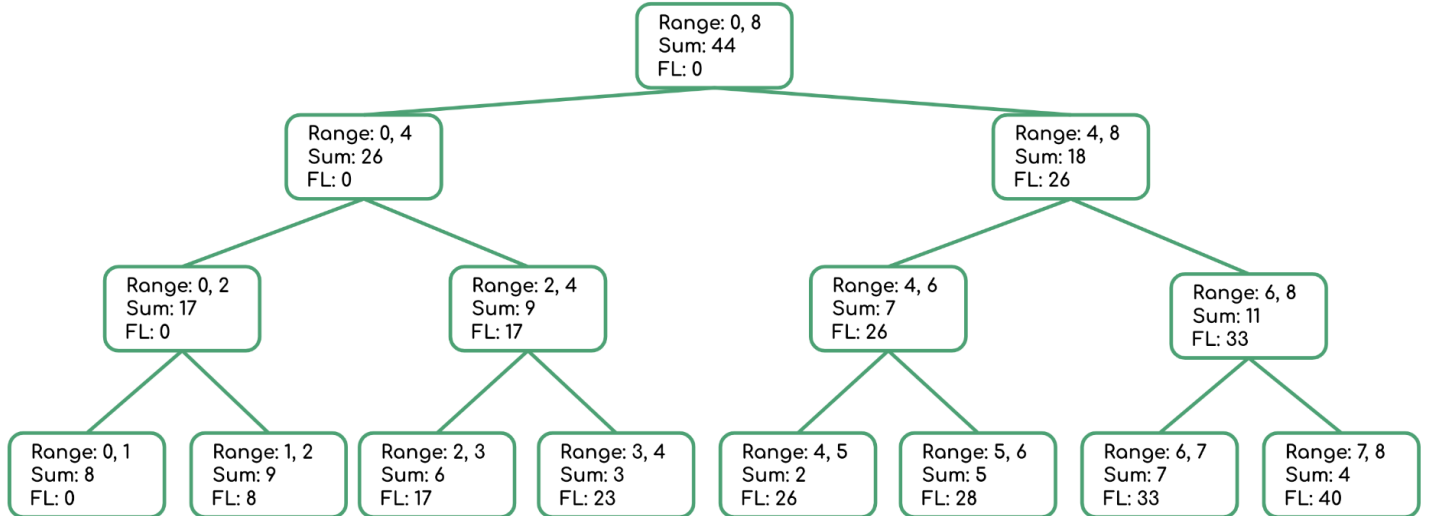 Range: 0, 8
Sum: 44
FL: 0
Range: 0, 4
Sum: 26
FL: 0
Range: 4, 8
Sum: 18
FL: 26
Range: 0, 2
Sum: 17
FL: 0
Range: 2, 4
Sum: 9
FL: 17
Range: 4, 6
Sum: 7
FL: 26
Range: 6, 8
Sum: 11
FL: 33
Range: 0, 1
Sum: 8
FL: 0
Range: 1, 2
Sum: 9
FL: 8
Range: 2, 3
Sum: 6
FL: 17
Range: 3, 4
Sum: 3
FL: 23
Range: 4, 5
Sum: 2
FL: 26
Range: 5, 6
Sum: 5
FL: 28
Range: 6, 7
Sum: 7
FL: 33
Range: 7, 8
Sum: 4
FL: 40